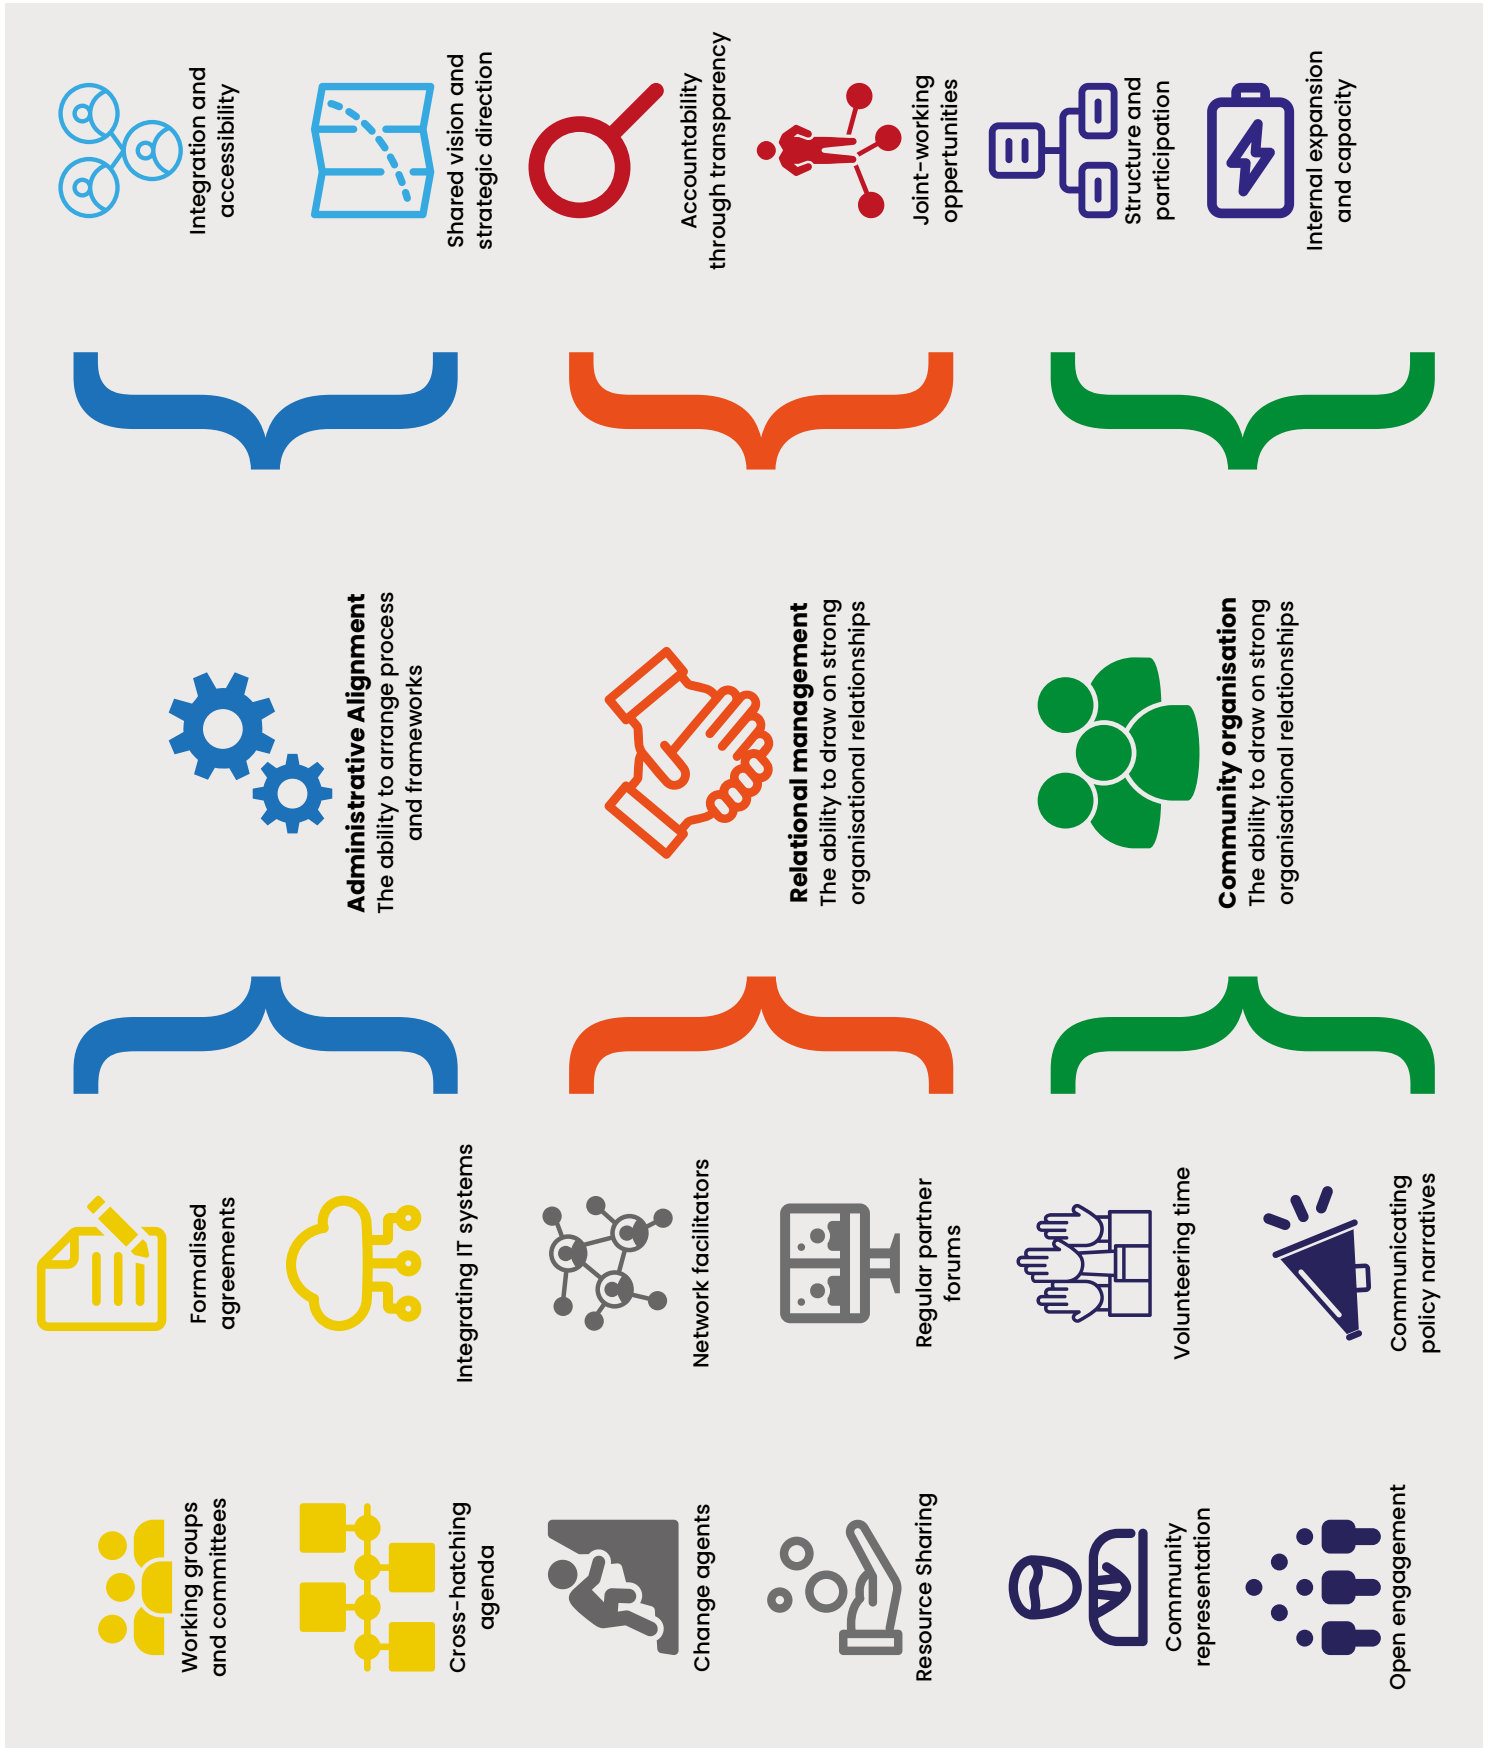 Working groups
and committees
Formalised
agreements
Cross-hatching
agenda
Integrating IT systems
Administrative Alignment
The ability to arrange process
and frameworks
Integration and
accessibility
Shared vision and
strategic direction
Change agents
Network facilitators
Resource Sharing
Regular partner
forums
Relational management
The ability to draw on strong
organisational relationships
Accountability
through transparency
Joint-working
oppertunities
Community
representation
Volunteering time
Open engagement
Communicating
policy narratives
Community organisation
The ability to draw on strong
organisational relationships
Structure and
participation
Internal expansion
and capacity